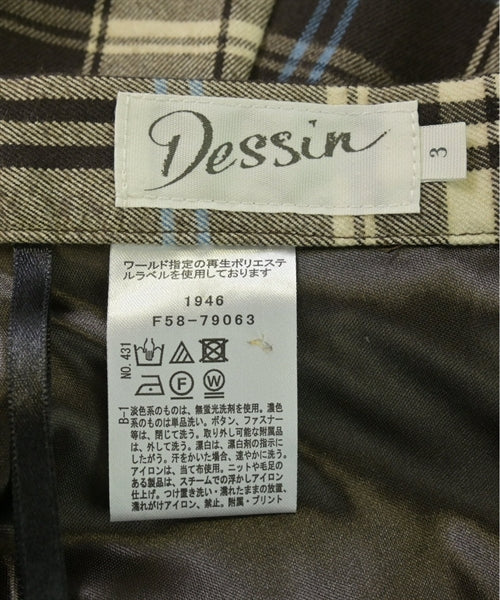 Dessin
3
ワールド指定の再生ポリエステ
ルラベルを使用しております
1946
F58-79063
NO.431
B-1
淡色系のものは、無蛍光洗剤を使用。濃色
系のものは単品洗い。ボタン、ファスナー
等は、閉じて洗う。取り外し可能な附属品
は、外して洗う。漂白は、漂白剤の指示に
したがう。汗をかいた場合、速やかに洗う。
アイロンは、当て布使用。ニットや毛足の
ある製品は、スチームでの浮かしアイロン
仕上げ。つけ置き洗い・濡れたままの放置、
濡れがけアイロン、禁止。附属・プリント